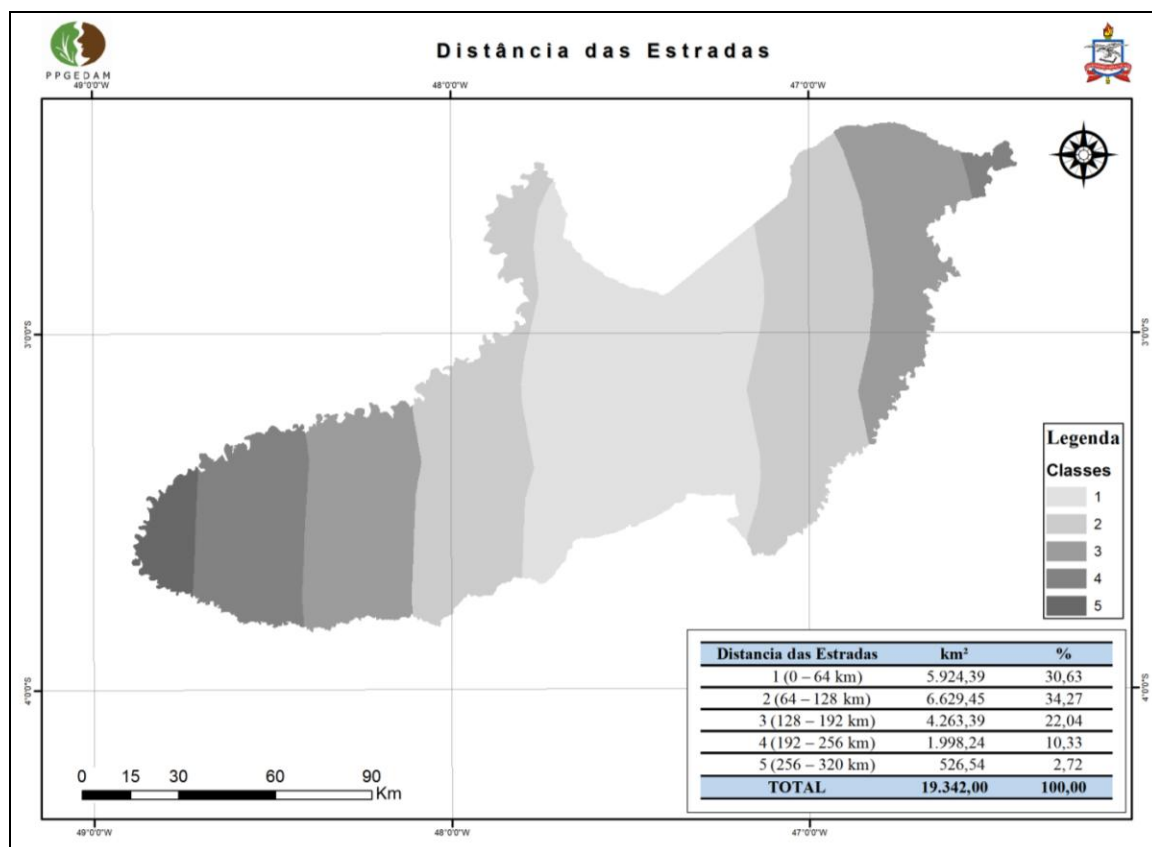 Distância das Estradas
PPGEDAM
49°0'0"W 48°0'0"W 47°0'0"W
3°0'0"S 3°0'0"S
Legenda
Classes
1
2
3
4
5
Distancia das Estradas km² %
1 (0 – 64 km) 5.924,39 30,63
2 (64 – 128 km) 6.629,45 34,27
3 (128 – 192 km) 4.263,39 22,04
4 (192 – 256 km) 1.998,24 10,33
5 (256 – 320 km) 526,54 2,72
TOTAL 19.342,00 100,00
4°0'0"S 4°0'0"S
0 15 30 60 90
Km
49°0'0"W 48°0'0"W 47°0'0"W